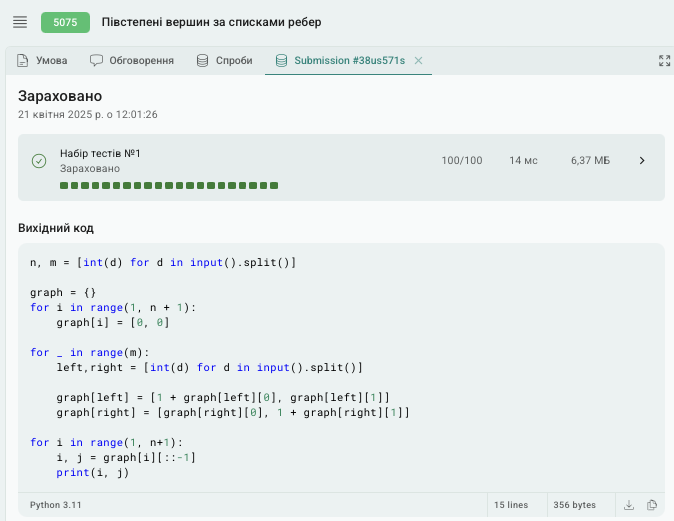 5075 Півстепені вершин за списками ребер
Умова Обговорення Спроби Submission #38us571s
Зараховано
21 квітня 2025 р. о 12:01:26
Набір тестів №1 100/100 14 мс 6,37 МБ
Зараховано
Вихідний код
n, m = [int(d) for d in input().split()]
graph = {}
for i in range(1, n + 1):
    graph[i] = [0, 0]
for _ in range(m):
    left,right = [int(d) for d in input().split()]
    graph[left] = [1 + graph[left][0], graph[left][1]]
    graph[right] = [graph[right][0], 1 + graph[right][1]]
for i in range(1, n+1):
    i, j = graph[i][::-1]
    print(i, j)
Python 3.11 15 lines 356 bytes